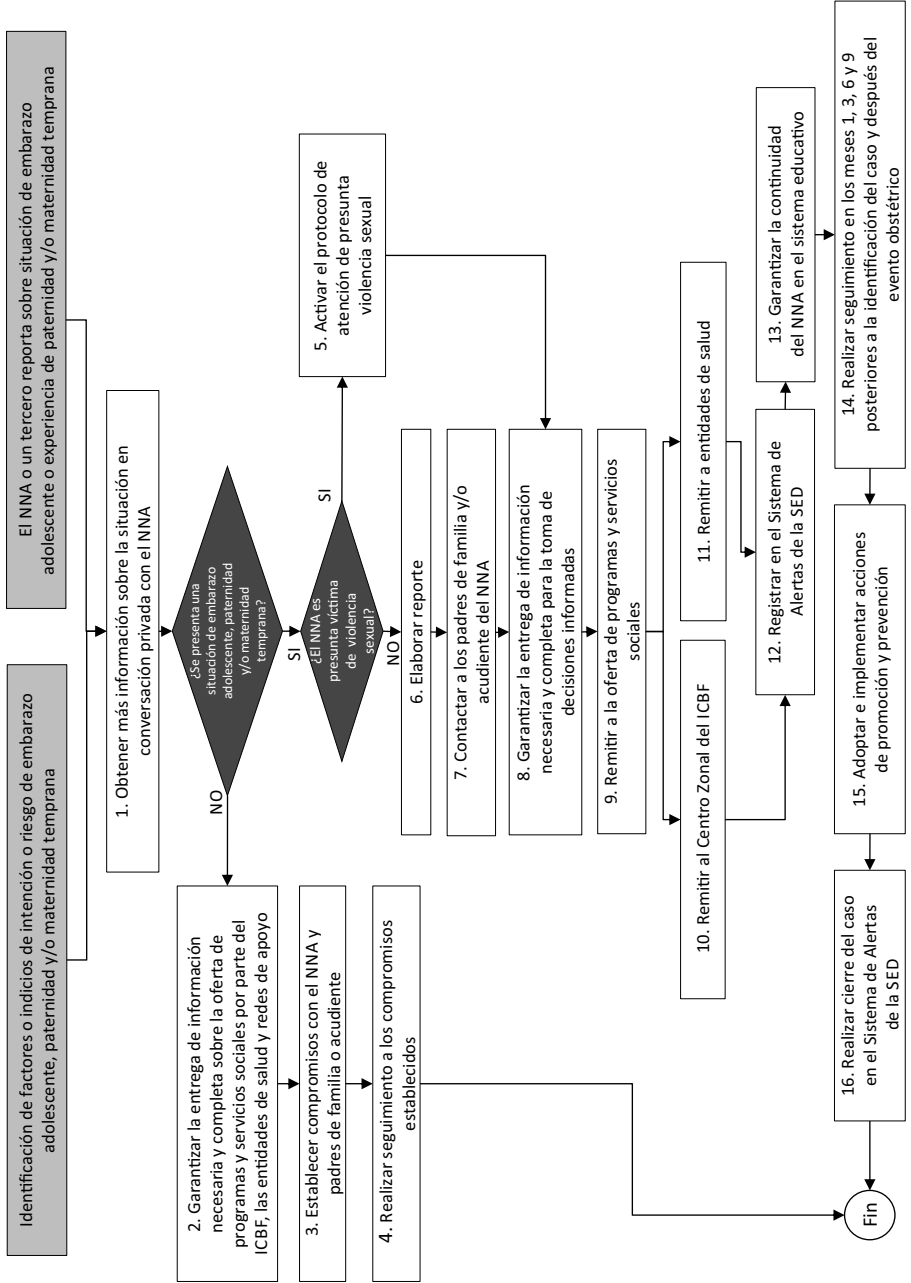 Identificación de factores o indicios de intención o riesgo de embarazo
adolescente, paternidad y/o maternidad temprana
El NNA o un tercero reporta sobre situación de embarazo
adolescente o experiencia de paternidad y/o maternidad temprana
1. Obtener más información sobre la situación en
conversación privada con el NNA
¿Se presenta una
situación de embarazo
adolescente, paternidad
y/o maternidad
temprana?
NO
SI
2. Garantizar la entrega de información
necesaria y completa sobre la oferta de
programas y servicios sociales por parte del
ICBF, las entidades de salud y redes de apoyo
3. Establecer compromisos con el NNA y
padres de familia o acudiente
4. Realizar seguimiento a los compromisos
establecidos
¿El NNA es
presunta víctima
de violencia
sexual?
SI
NO
5. Activar el protocolo de
atención de presunta
violencia sexual
6. Elaborar reporte
7. Contactar a los padres de familia y/o
acudiente del NNA
8. Garantizar la entrega de información
necesaria y completa para la toma de
decisiones informadas
9. Remitir a la oferta de programas y servicios
sociales
10. Remitir al Centro Zonal del ICBF
11. Remitir a entidades de salud
12. Registrar en el Sistema de
Alertas de la SED
13. Garantizar la continuidad
del NNA en el sistema educativo
14. Realizar seguimiento en los meses 1, 3, 6 y 9
posteriores a la identificación del caso y después del
evento obstétrico
15. Adoptar e implementar acciones
de promoción y prevención
16. Realizar cierre del caso
en el Sistema de Alertas
de la SED
Fin